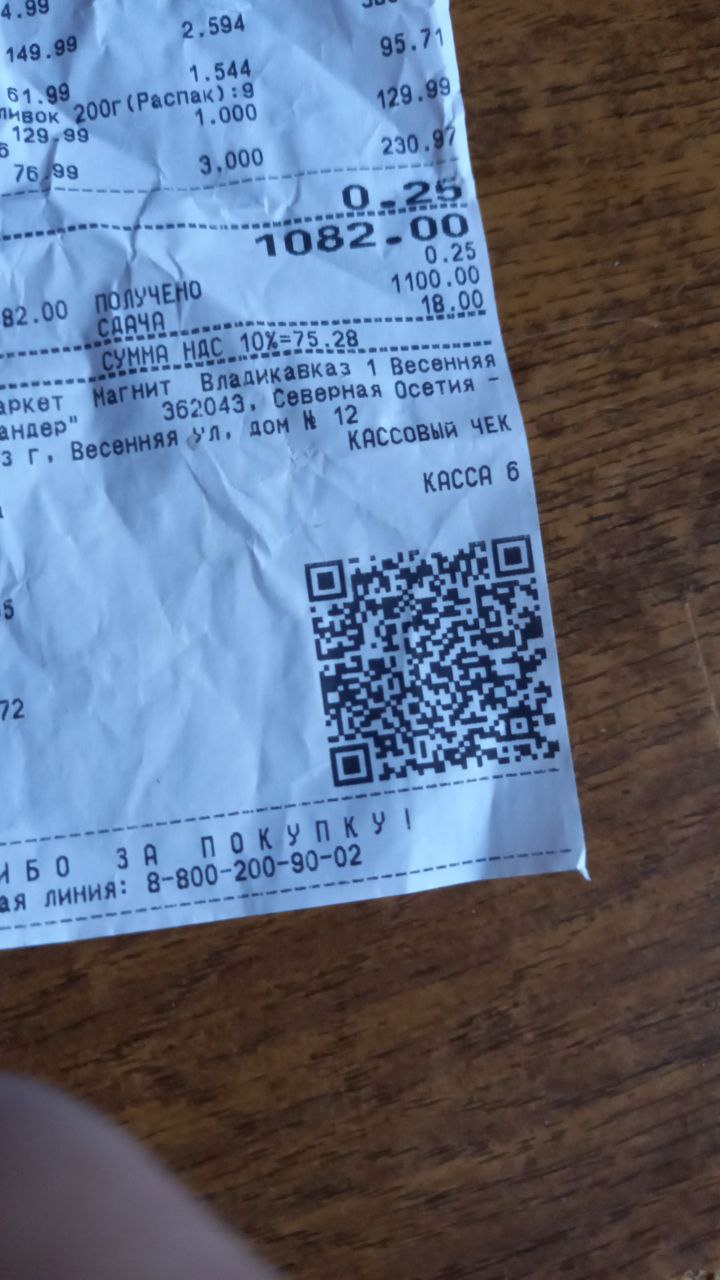 4.99
149.99 2.594
61.99 1.544 95.71
ливок 200г(Распак):9
129.99 1.000 129.99
6
76.99 3.000 230.97
0.25
1082.00
0.25
82.00 ПОЛУЧЕНО 1100.00
СДАЧА 18.00
СУММА НДС 10%=75.28
аркет Магнит Владикавказ 1 Весенняя
андер" 362043, Северная Осетия -
з г, Весенняя ул, дом № 12
КАССОВЫЙ ЧЕК
КАССА 6
5
72
ИБО ЗА ПОКУПКУ!
ая линия: 8-800-200-90-02